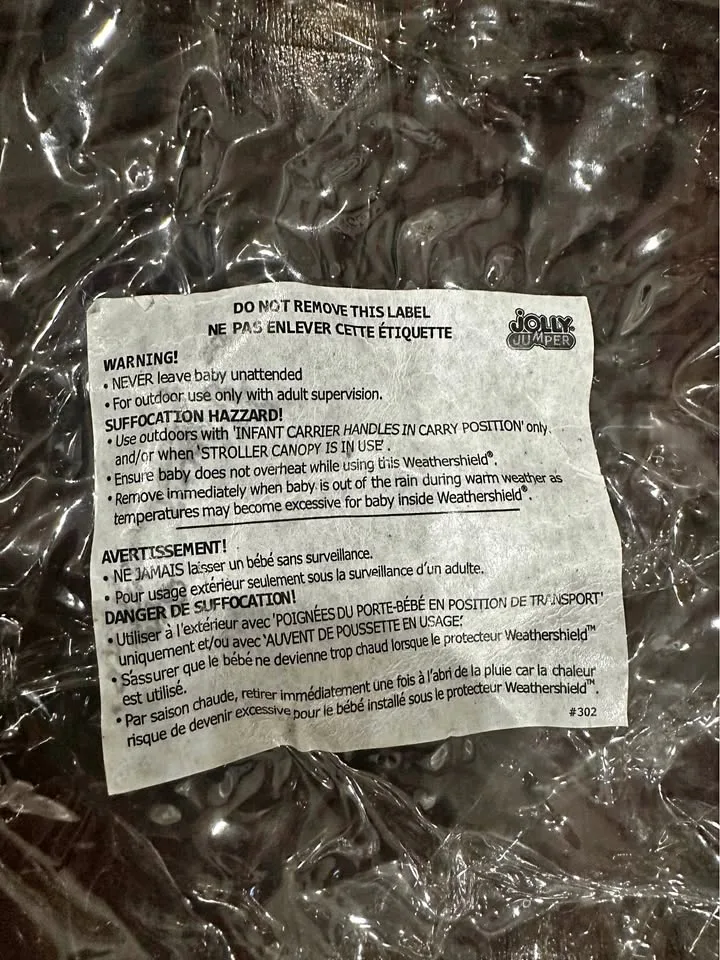 DO NOT REMOVE THIS LABEL
NE PAS ENLEVER CETTE ÉTIQUETTE
JOLLY
JUMPER
WARNING!
• NEVER leave baby unattended
• For outdoor use only with adult supervision.
SUFFOCATION HAZZARD!
• Use outdoors with 'INFANT CARRIER HANDLES IN CARRY POSITION' only.
and/or when 'STROLLER CANOPY IS IN USE'.
• Ensure baby does not overheat while using this Weathershield®.
• Remove immediately when baby is out of the rain during warm weather as
temperatures may become excessive for baby inside Weathershield®.
AVERTISSEMENT!
• NE JAMAIS laisser un bébé sans surveillance.
• Pour usage extérieur seulement sous la surveillance d'un adulte.
DANGER DE SUFFOCATION!
• Utiliser à l'extérieur avec 'POIGNÉES DU PORTE-BÉBÉ EN POSITION DE TRANSPORT'
uniquement et/ou avec 'AUVENT DE POUSSETTE EN USAGE'
• S'assurer que le bébé ne devienne trop chaud lorsque le protecteur Weathershield™
est utilisé.
• Par saison chaude, retirer immédiatement une fois à l'abri de la pluie car la chaleur
risque de devenir excessive pour le bébé installé sous le protecteur Weathershield™.
#302